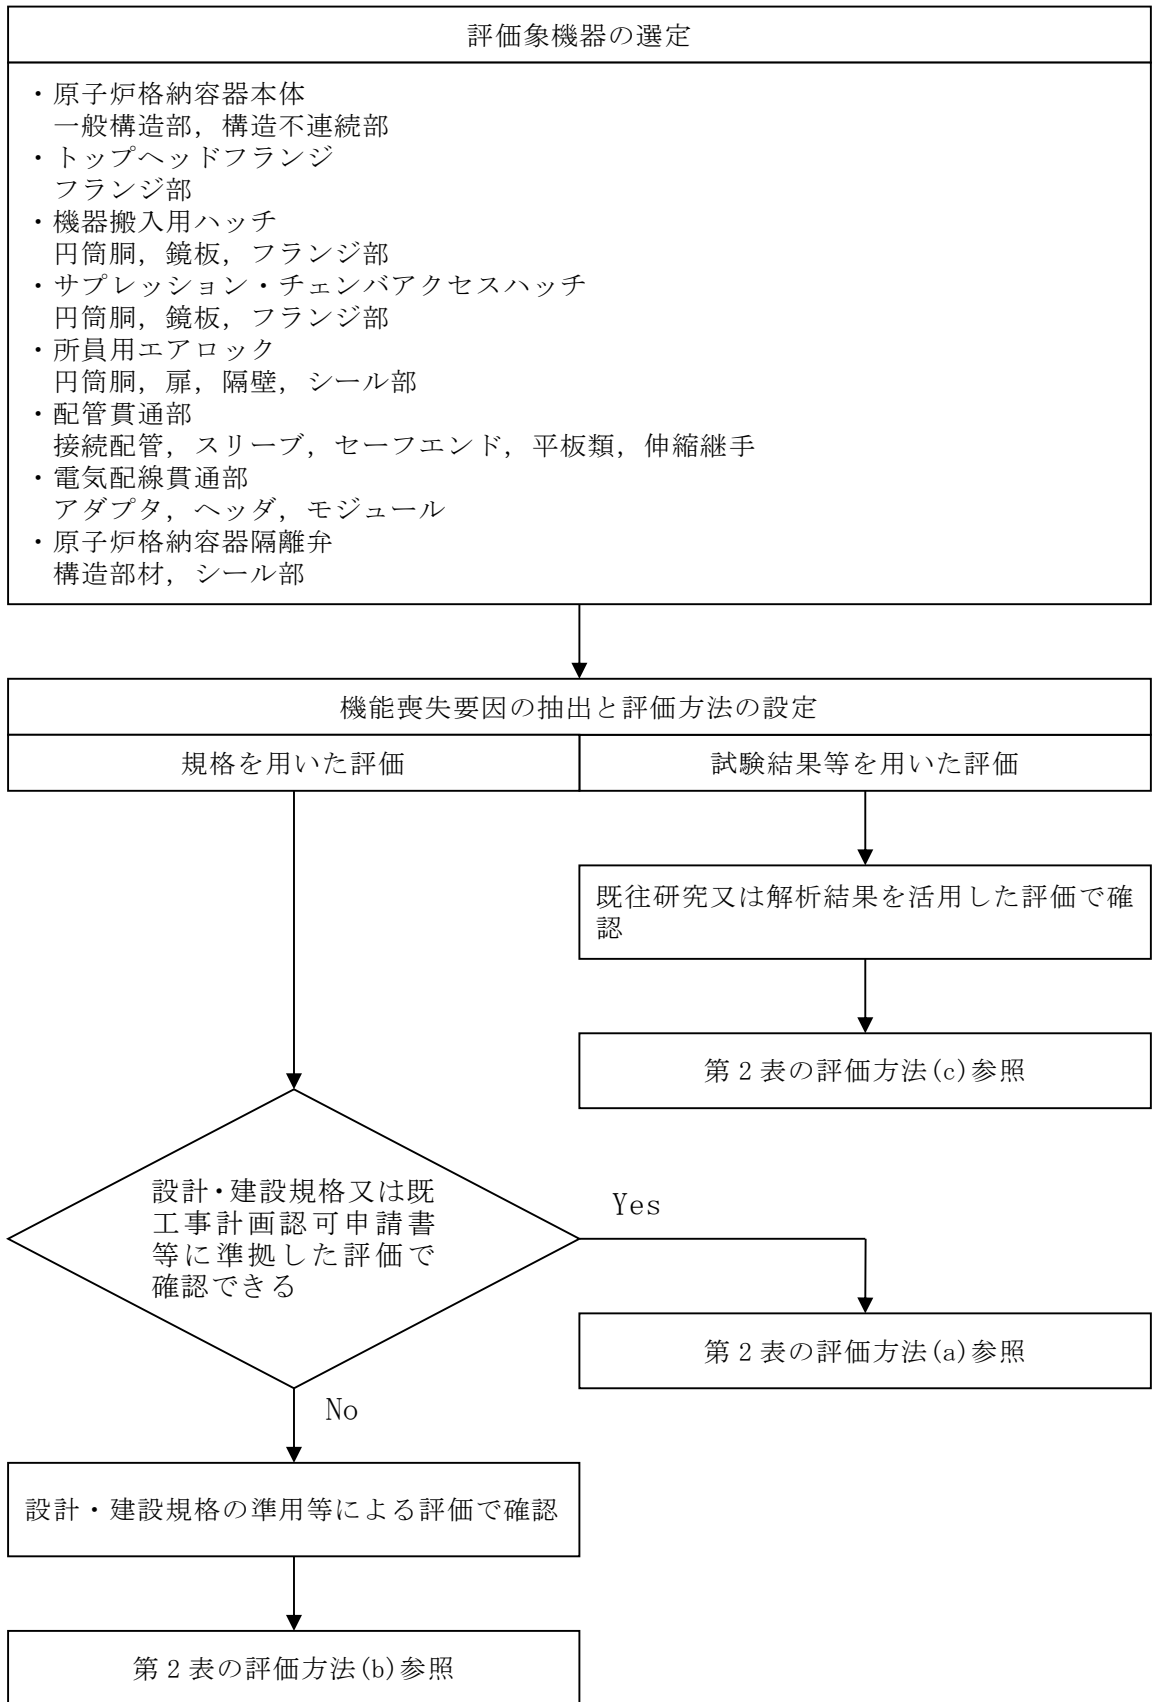 評価象機器の選定
・原子炉格納容器本体
一般構造部，構造不連続部
・トップヘッドフランジ
フランジ部
・機器搬入用ハッチ
円筒胴，鏡板，フランジ部
・サプレッション・チェンバアクセスハッチ
円筒胴，鏡板，フランジ部
・所員用エアロック
円筒胴，扉，隔壁，シール部
・配管貫通部
接続配管，スリーブ，セーフエンド，平板類，伸縮継手
・電気配線貫通部
アダプタ，ヘッダ，モジュール
・原子炉格納容器隔離弁
構造部材，シール部
機能喪失要因の抽出と評価方法の設定
規格を用いた評価
試験結果等を用いた評価
既往研究又は解析結果を活用した評価で確
認
第２表の評価方法(c)参照
設計・建設規格又は既
工事計画認可申請書
等に準拠した評価で
確認できる
Yes
第２表の評価方法(a)参照
No
設計・建設規格の準用等による評価で確認
第２表の評価方法(b)参照